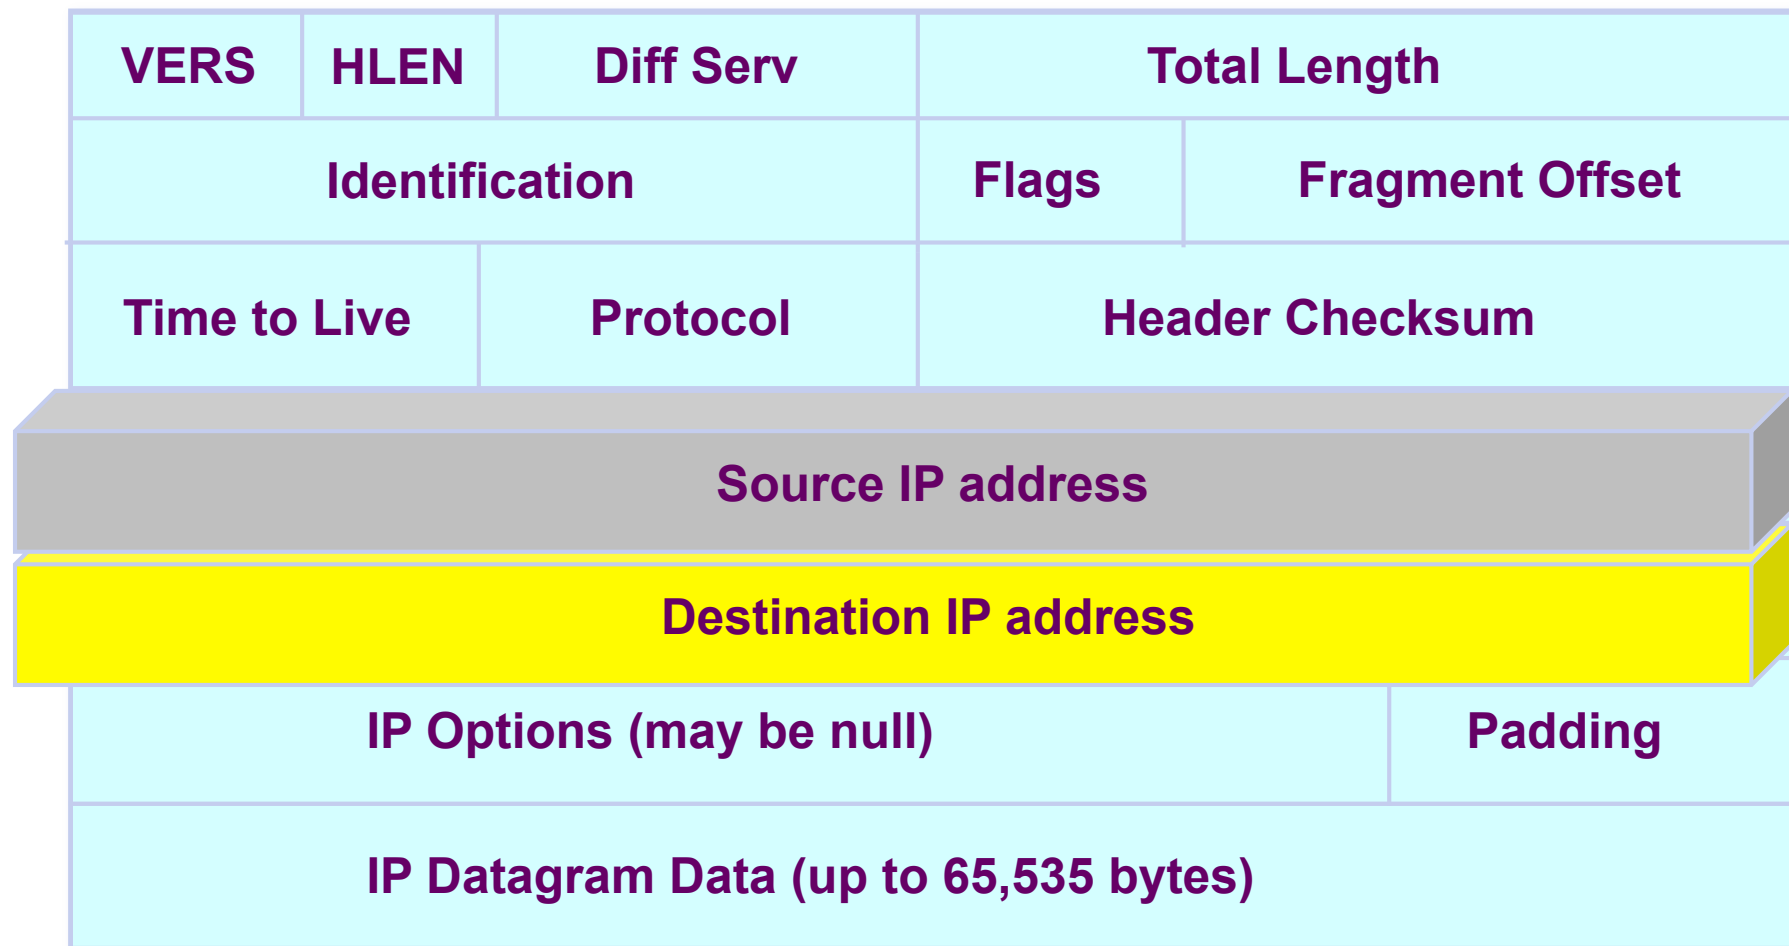 VERS HLEN Diff Serv Total Length
Identification Flags Fragment Offset
Time to Live Protocol Header Checksum
Source IP address
Destination IP address
IP Options (may be null) Padding
IP Datagram Data (up to 65,535 bytes)